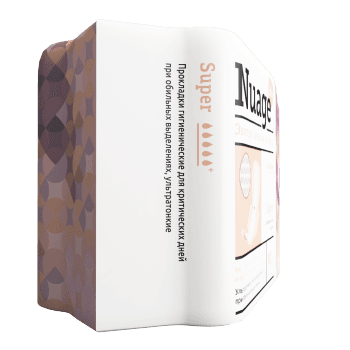 Super
Прокладки гигиенические для критических дней
при обильных выделениях, ультратонкие
Nuage